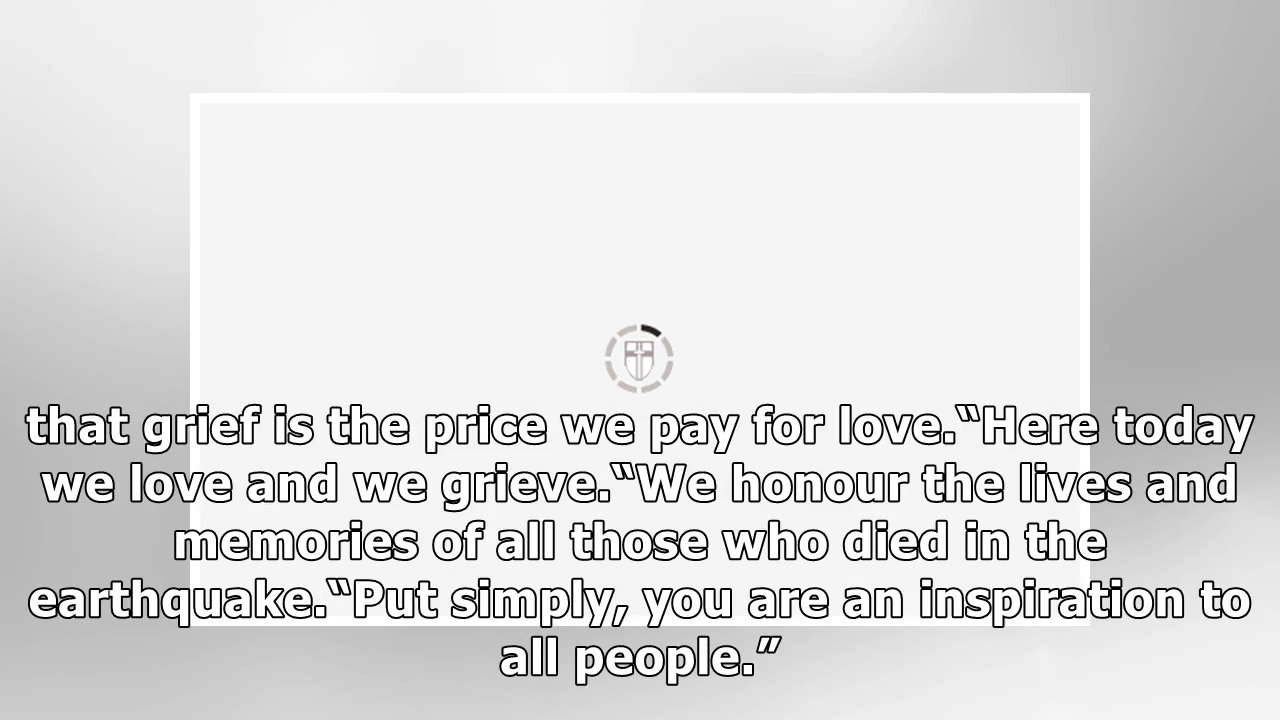 that grief is the price we pay for love.“Here today
we love and we grieve.“We honour the lives and
memories of all those who died in the
earthquake.“Put simply, you are an inspiration to
all people.”